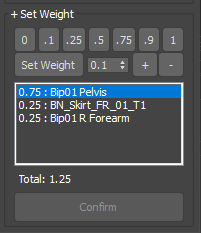 + Set Weight
0 .1 .25 .5 .75 .9 1
Set Weight 0.1 + -
0.75 : Bip01 Pelvis
0.25 : BN_Skirt_FR_01_T1
0.25 : Bip01 R Forearm
Total: 1.25
Confirm